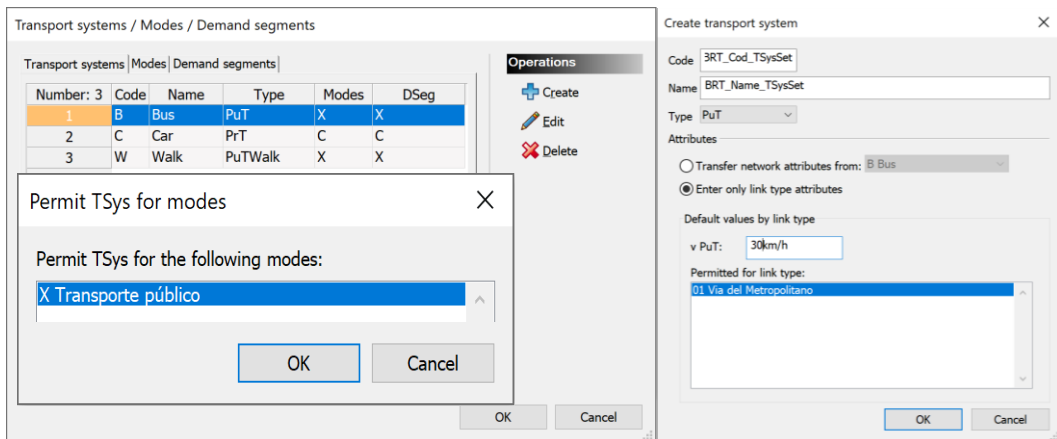 Transport systems / Modes / Demand segments
Transport systems Modes Demand segments
Number: 3 Code Name Type Modes DSeg
1 B Bus PuT X X
2 C Car PrT C C
3 W Walk PuTWalk X X
Operations
Create
Edit
Delete
Permit TSys for modes
Permit TSys for the following modes:
X Transporte público
OK Cancel
OK Cancel
Create transport system
Code 3RT_Cod_TSysSet
Name BRT_Name_TSysSet
Type PuT
Attributes
Transfer network attributes from: B Bus
Enter only link type attributes
Default values by link type
v PuT: 30km/h
Permitted for link type:
01 Via del Metropolitano
OK Cancel